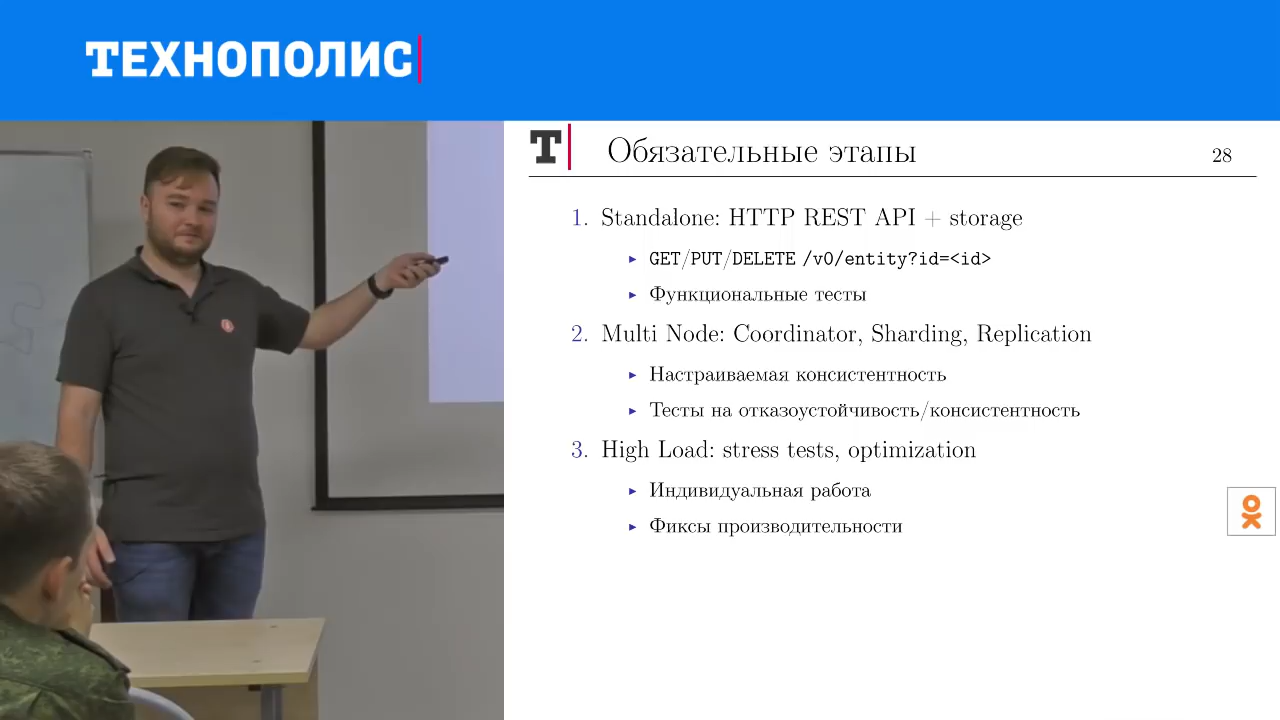 ТЕХНОПОЛИС
T Обязательные этапы 28
1. Standalone: HTTP REST API + storage
▸ GET/PUT/DELETE /v0/entity?id=<id>
▸ Функциональные тесты
2. Multi Node: Coordinator, Sharding, Replication
▸ Настраиваемая консистентность
▸ Тесты на отказоустойчивость/консистентность
3. High Load: stress tests, optimization
▸ Индивидуальная работа
▸ Фиксы производительности